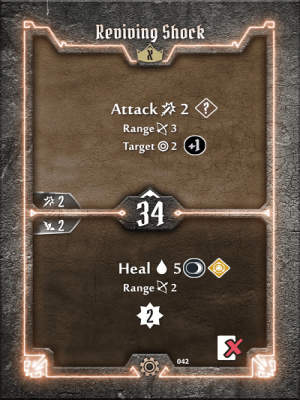 Reviving Shock
X
Attack 2 ?
Range 3
Target 2 +1
2
34
2
Heal 5
Range 2
2
042